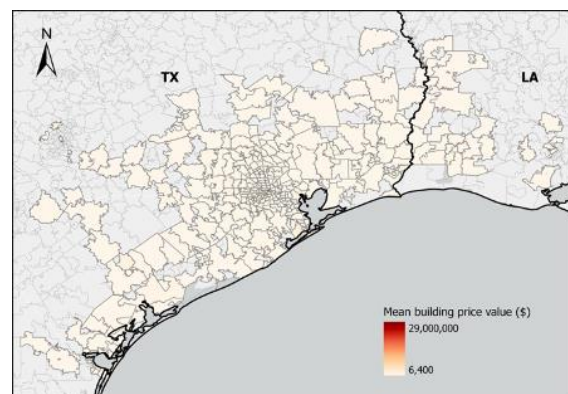 N
TX
LA
Mean building price value ($)
29,000,000
6,400